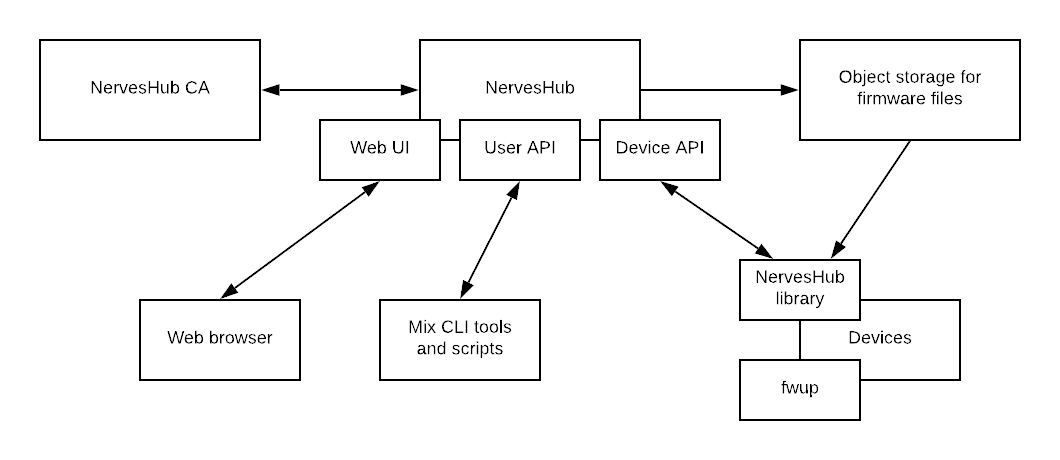 NervesHub CA
NervesHub
Object storage for
firmware files
Web UI
User API
Device API
NervesHub
library
Web browser
Mix CLI tools
and scripts
Devices
fwup